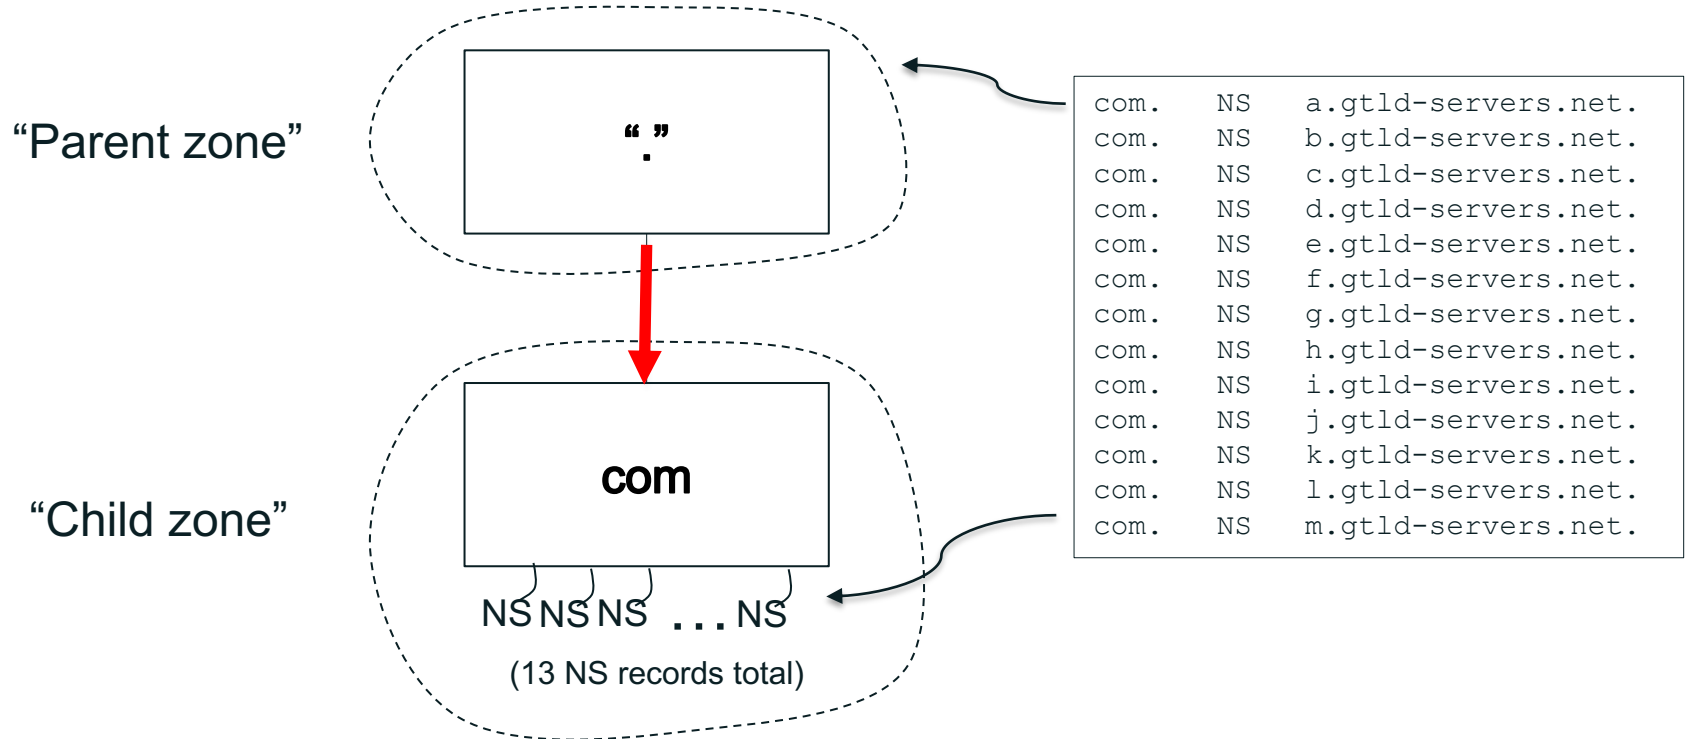 “Parent zone”
“.”
“Child zone”
com
NS NS NS ... NS
(13 NS records total)
com. NS a.gtld-servers.net.
com. NS b.gtld-servers.net.
com. NS c.gtld-servers.net.
com. NS d.gtld-servers.net.
com. NS e.gtld-servers.net.
com. NS f.gtld-servers.net.
com. NS g.gtld-servers.net.
com. NS h.gtld-servers.net.
com. NS i.gtld-servers.net.
com. NS j.gtld-servers.net.
com. NS k.gtld-servers.net.
com. NS l.gtld-servers.net.
com. NS m.gtld-servers.net.